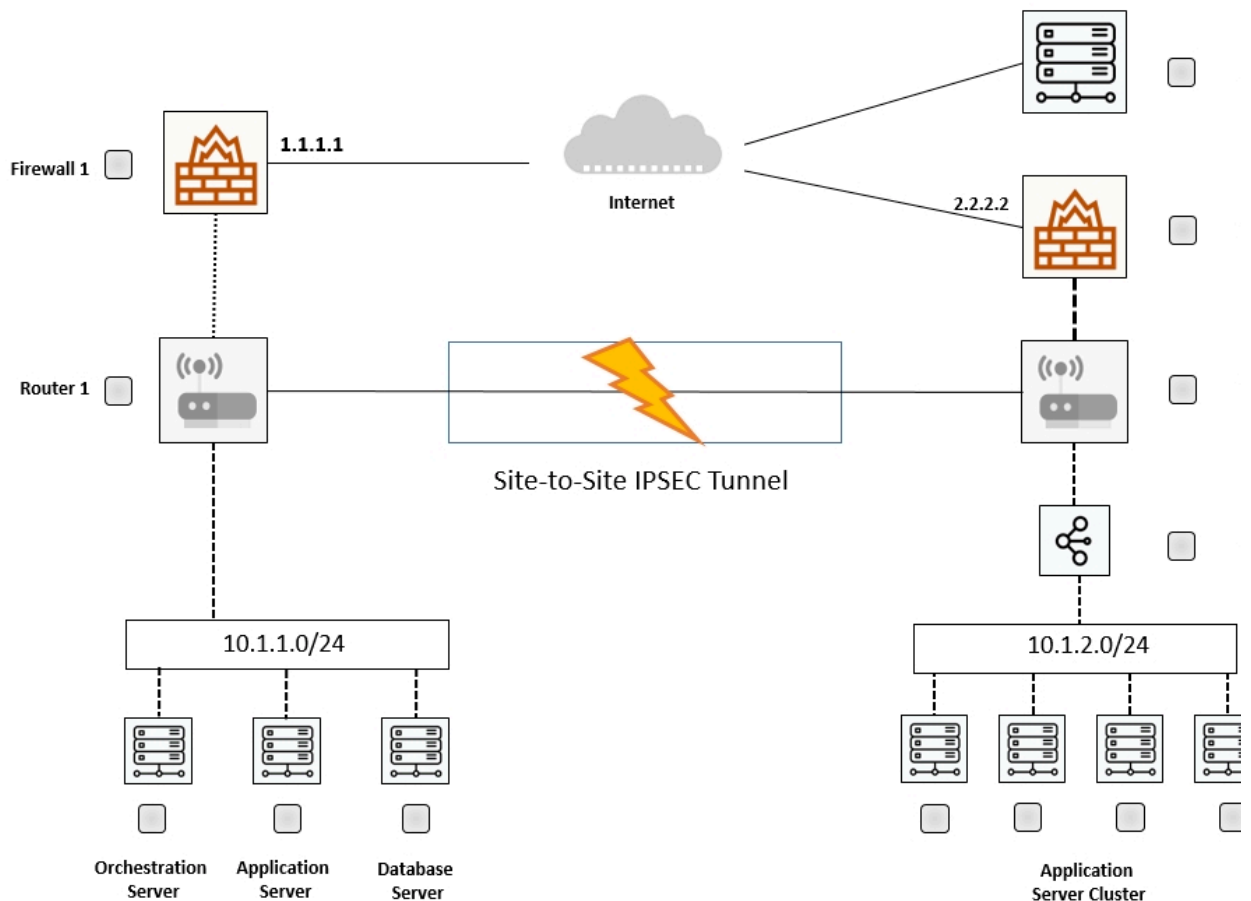 1.1.1.1
Firewall 1
Internet
2.2.2.2
Router 1
Site-to-Site IPSEC Tunnel
10.1.1.0/24
10.1.2.0/24
Orchestration
Server
Application
Server
Database
Server
Application
Server Cluster